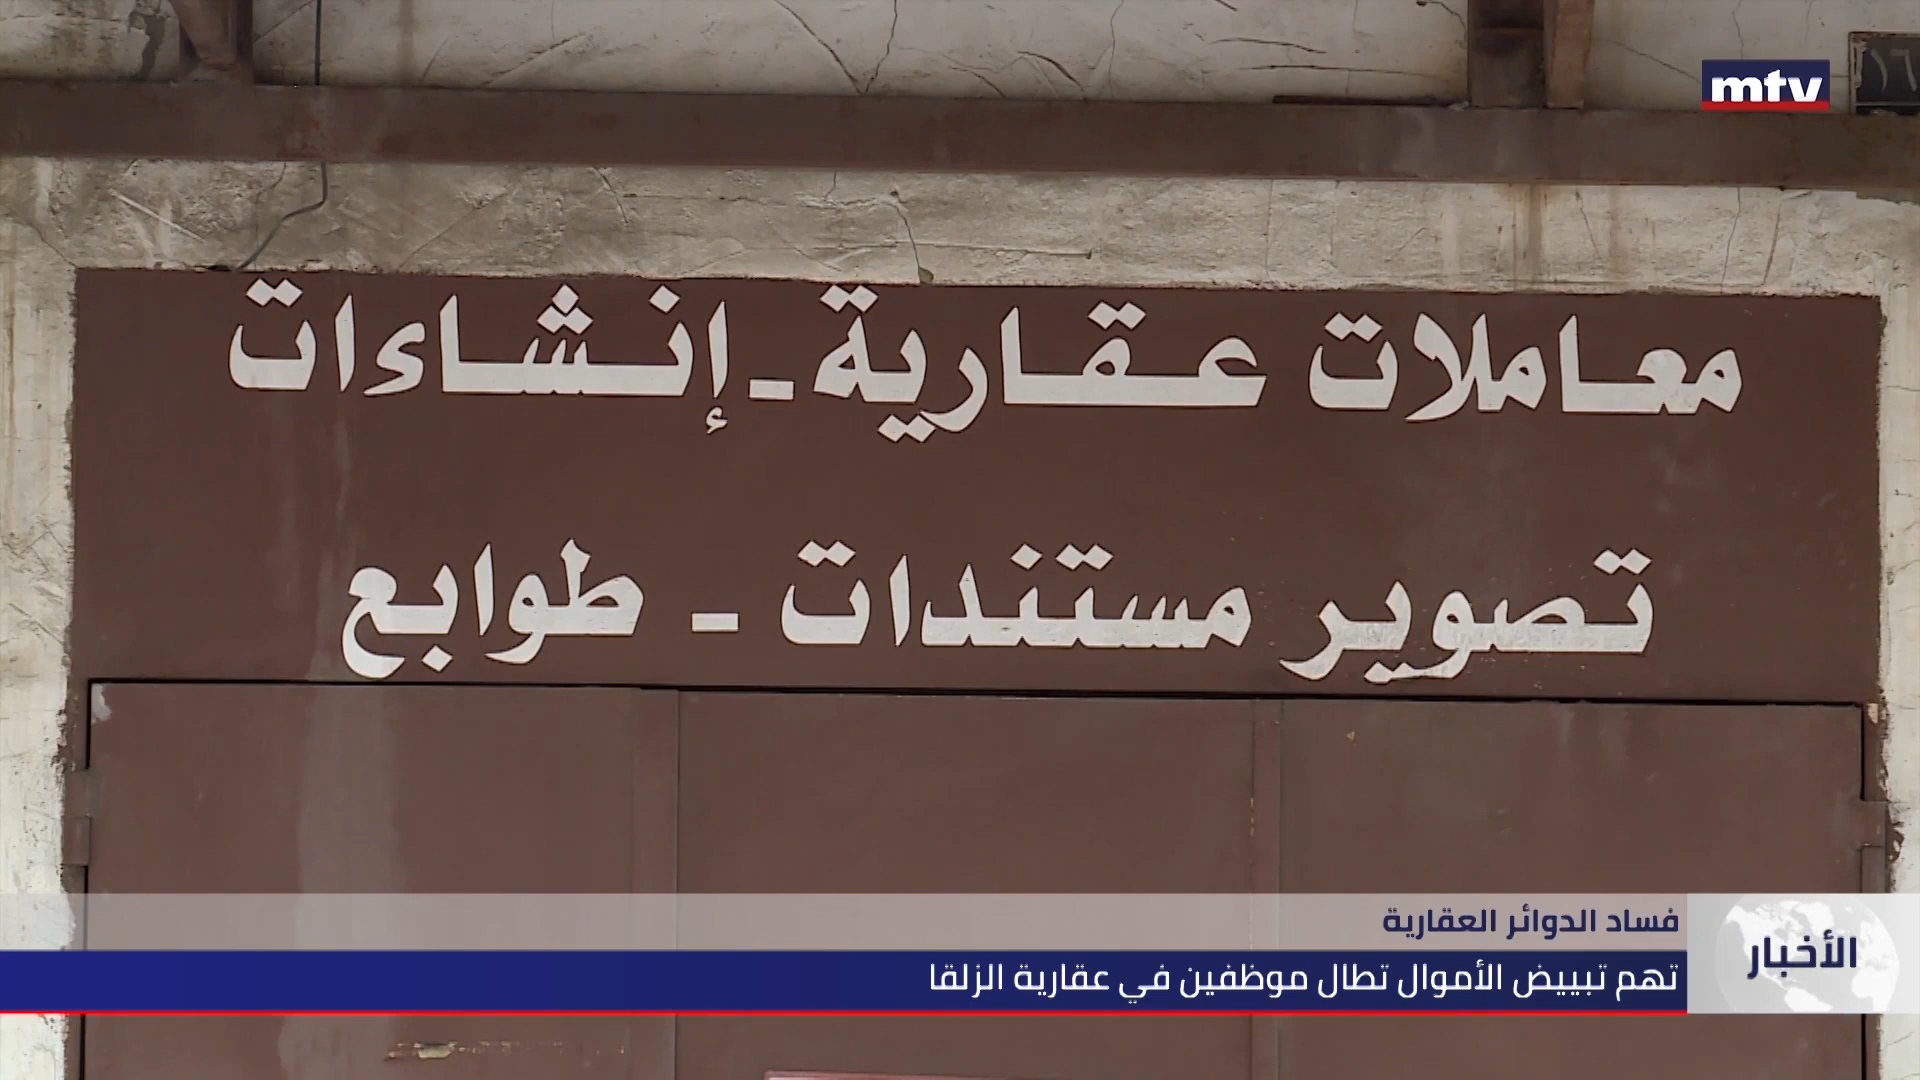 mtv
١٦
معاملات عقارية - إنشاءات
تصوير مستندات - طوابع
فساد الدوائر العقارية
الأخبار
تهم تبييض الأموال تطال موظفين في عقارية الزلقا